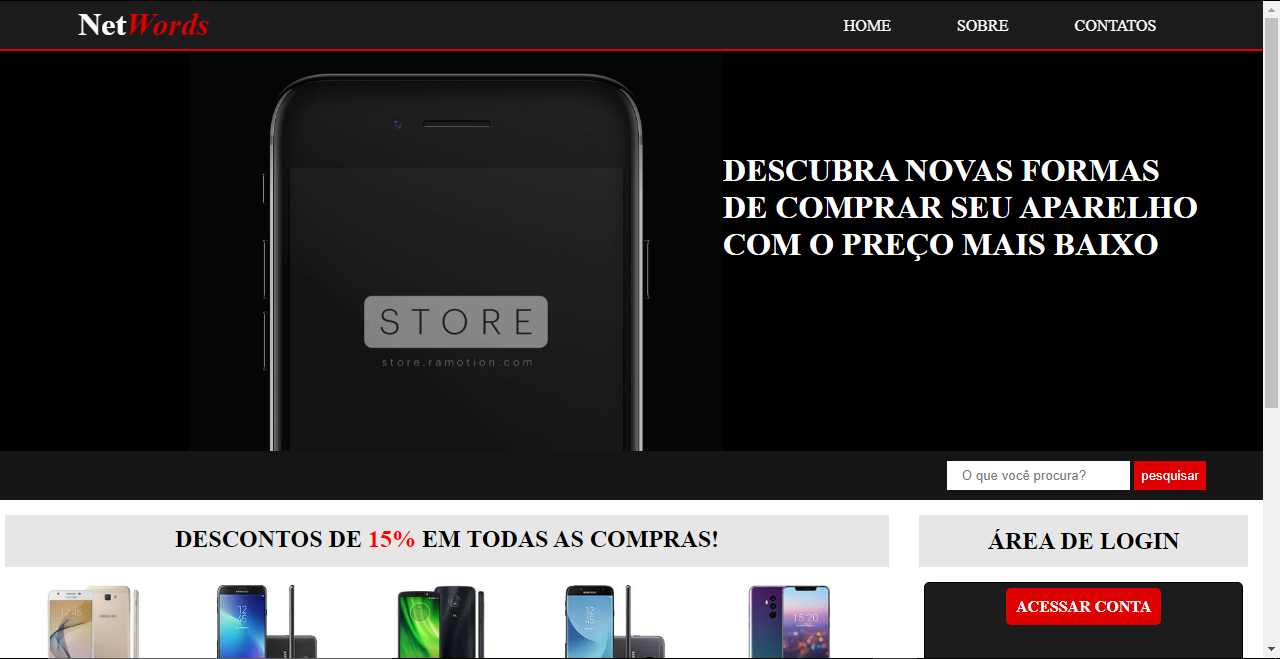 NetWords
HOME SOBRE CONTATOS
DESCUBRA NOVAS FORMAS
DE COMPRAR SEU APARELHO
COM O PREÇO MAIS BAIXO
STORE
store.ramotion.com
O que você procura? pesquisar
DESCONTOS DE 15% EM TODAS AS COMPRAS!
ÁREA DE LOGIN
ACESSAR CONTA